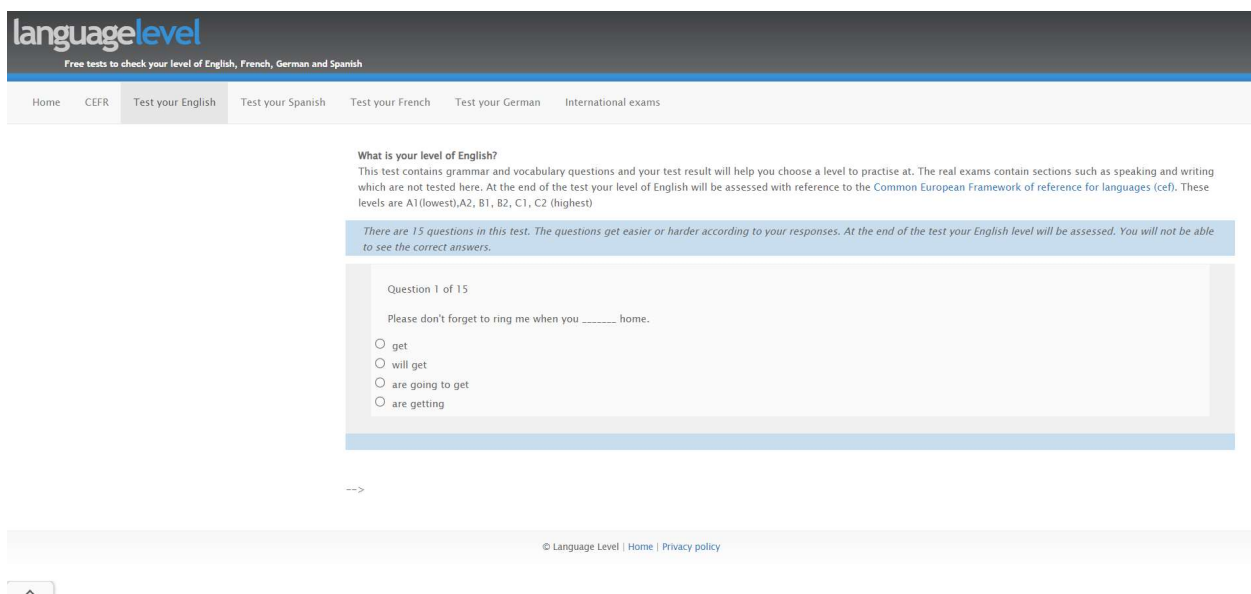 languagelevel
Free tests to check your level of English, French, German and Spanish
Home CEFR Test your English Test your Spanish Test your French Test your German International exams
What is your level of English?
This test contains grammar and vocabulary questions and your test result will help you choose a level to practise at. The real exams contain sections such as speaking and writing
which are not tested here. At the end of the test your level of English will be assessed with reference to the Common European Framework of reference for languages (cef). These
levels are A1(lowest),A2, B1, B2, C1, C2 (highest)
There are 15 questions in this test. The questions get easier or harder according to your responses. At the end of the test your English level will be assessed. You will not be able
to see the correct answers.
Question 1 of 15
Please don't forget to ring me when you _______ home.
get
will get
are going to get
are getting
-->
© Language Level | Home | Privacy policy